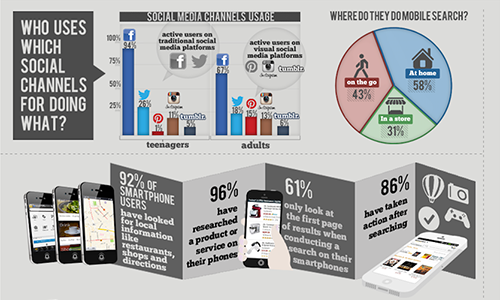 WHO USES
WHICH
SOCIAL
CHANNELS
FOR DOING
WHAT?
SOCIAL MEDIA CHANNELS USAGE
100%
75%
50%
25%
94%
26%
1%
11%
5%
teenagers
active users on
traditional social
media platforms
active users on
visual social
media platforms
tumblr.
67%
18%
15%
13%
6%
adults
WHERE DO THEY DO MOBILE SEARCH?
on the go
43%
At home
58%
In a store
31%
92% OF
SMARTPHONE
USERS
have looked
for local
information
like
restaurants,
shops and
directions
96%
have
researched
a product or
service on
their phones
61%
only look at
the first page
of results when
conducting a
search on their
smartphones
86%
have taken
action after
searching